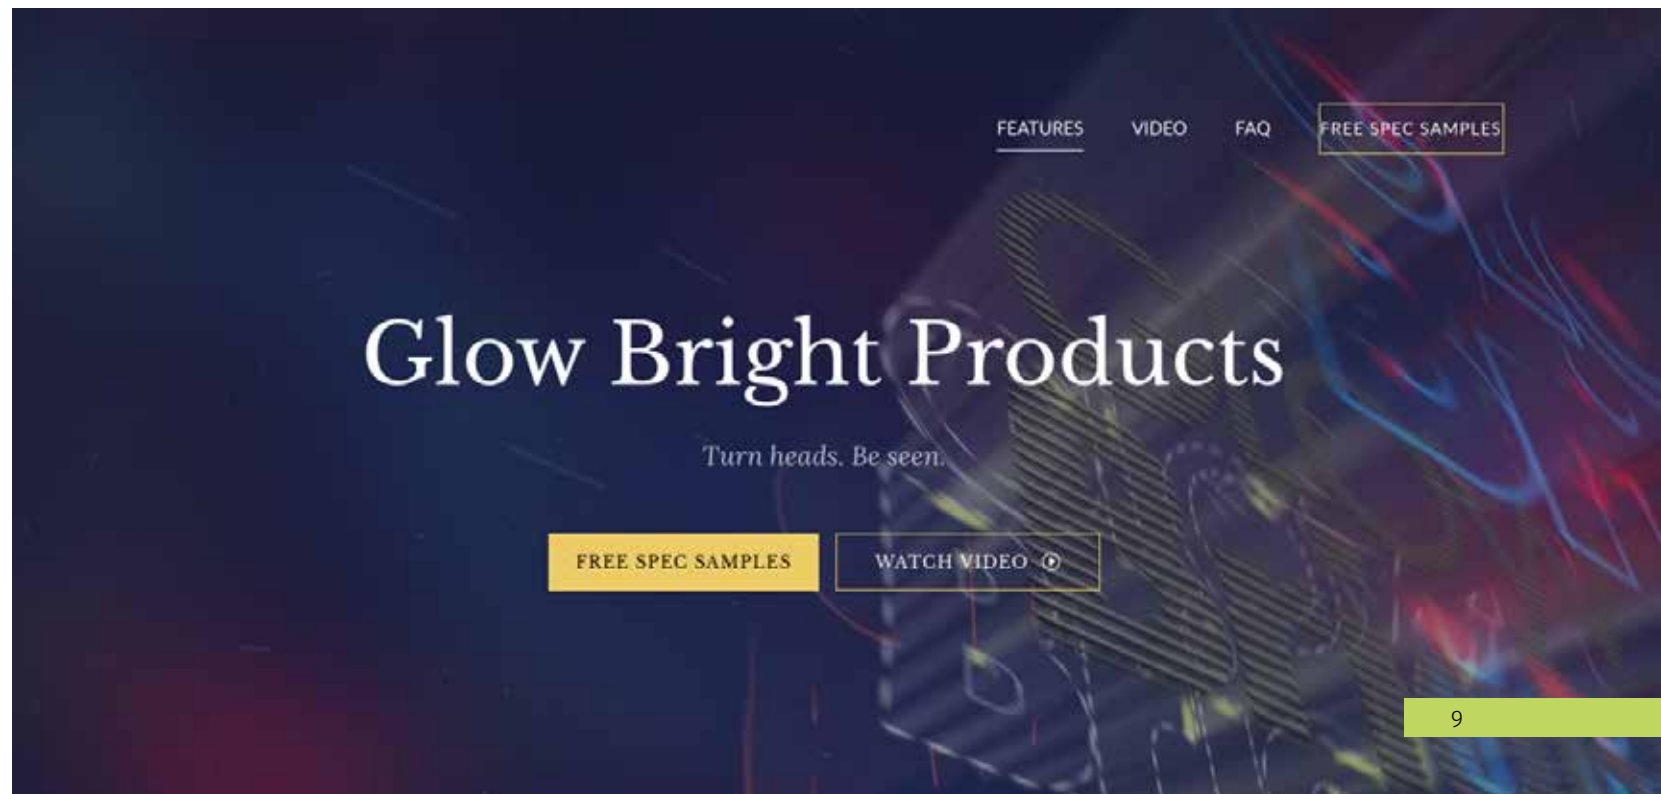 FEATURES VIDEO FAQ FREE SPEC SAMPLES
Glow Bright Products
Turn heads. Be seen.
FREE SPEC SAMPLES WATCH VIDEO
9